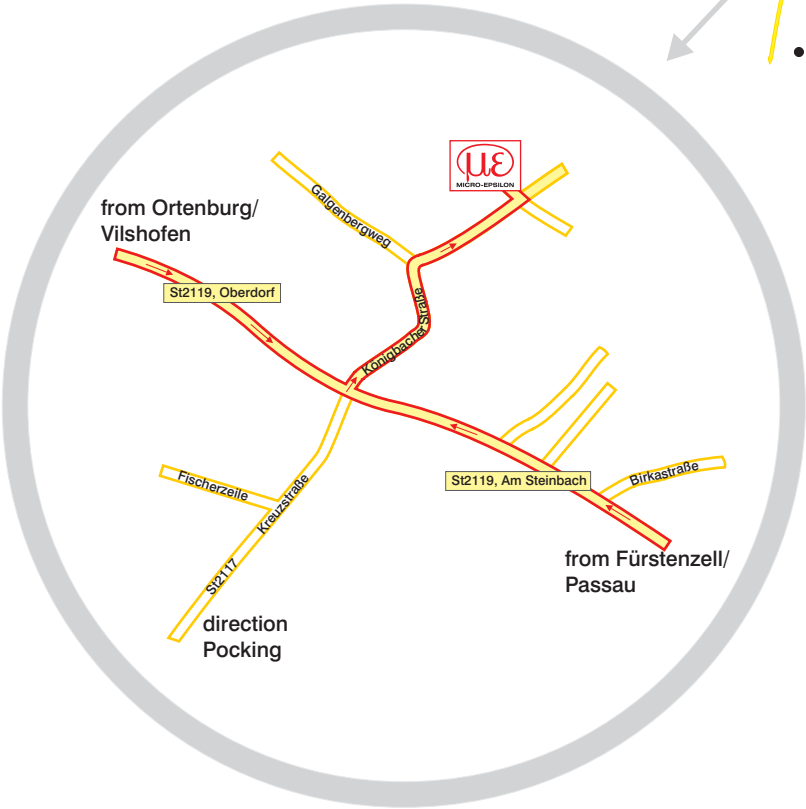 με
MICRO-EPSILON
Galgenbergweg
from Ortenburg/
Vilshofen
St2119, Oberdorf
Königbacher Straße
Fischerzeile
Kreuzstraße
St2119, Am Steinbach
Birkastraße
from Fürstenzell/
Passau
St2117
direction
Pocking